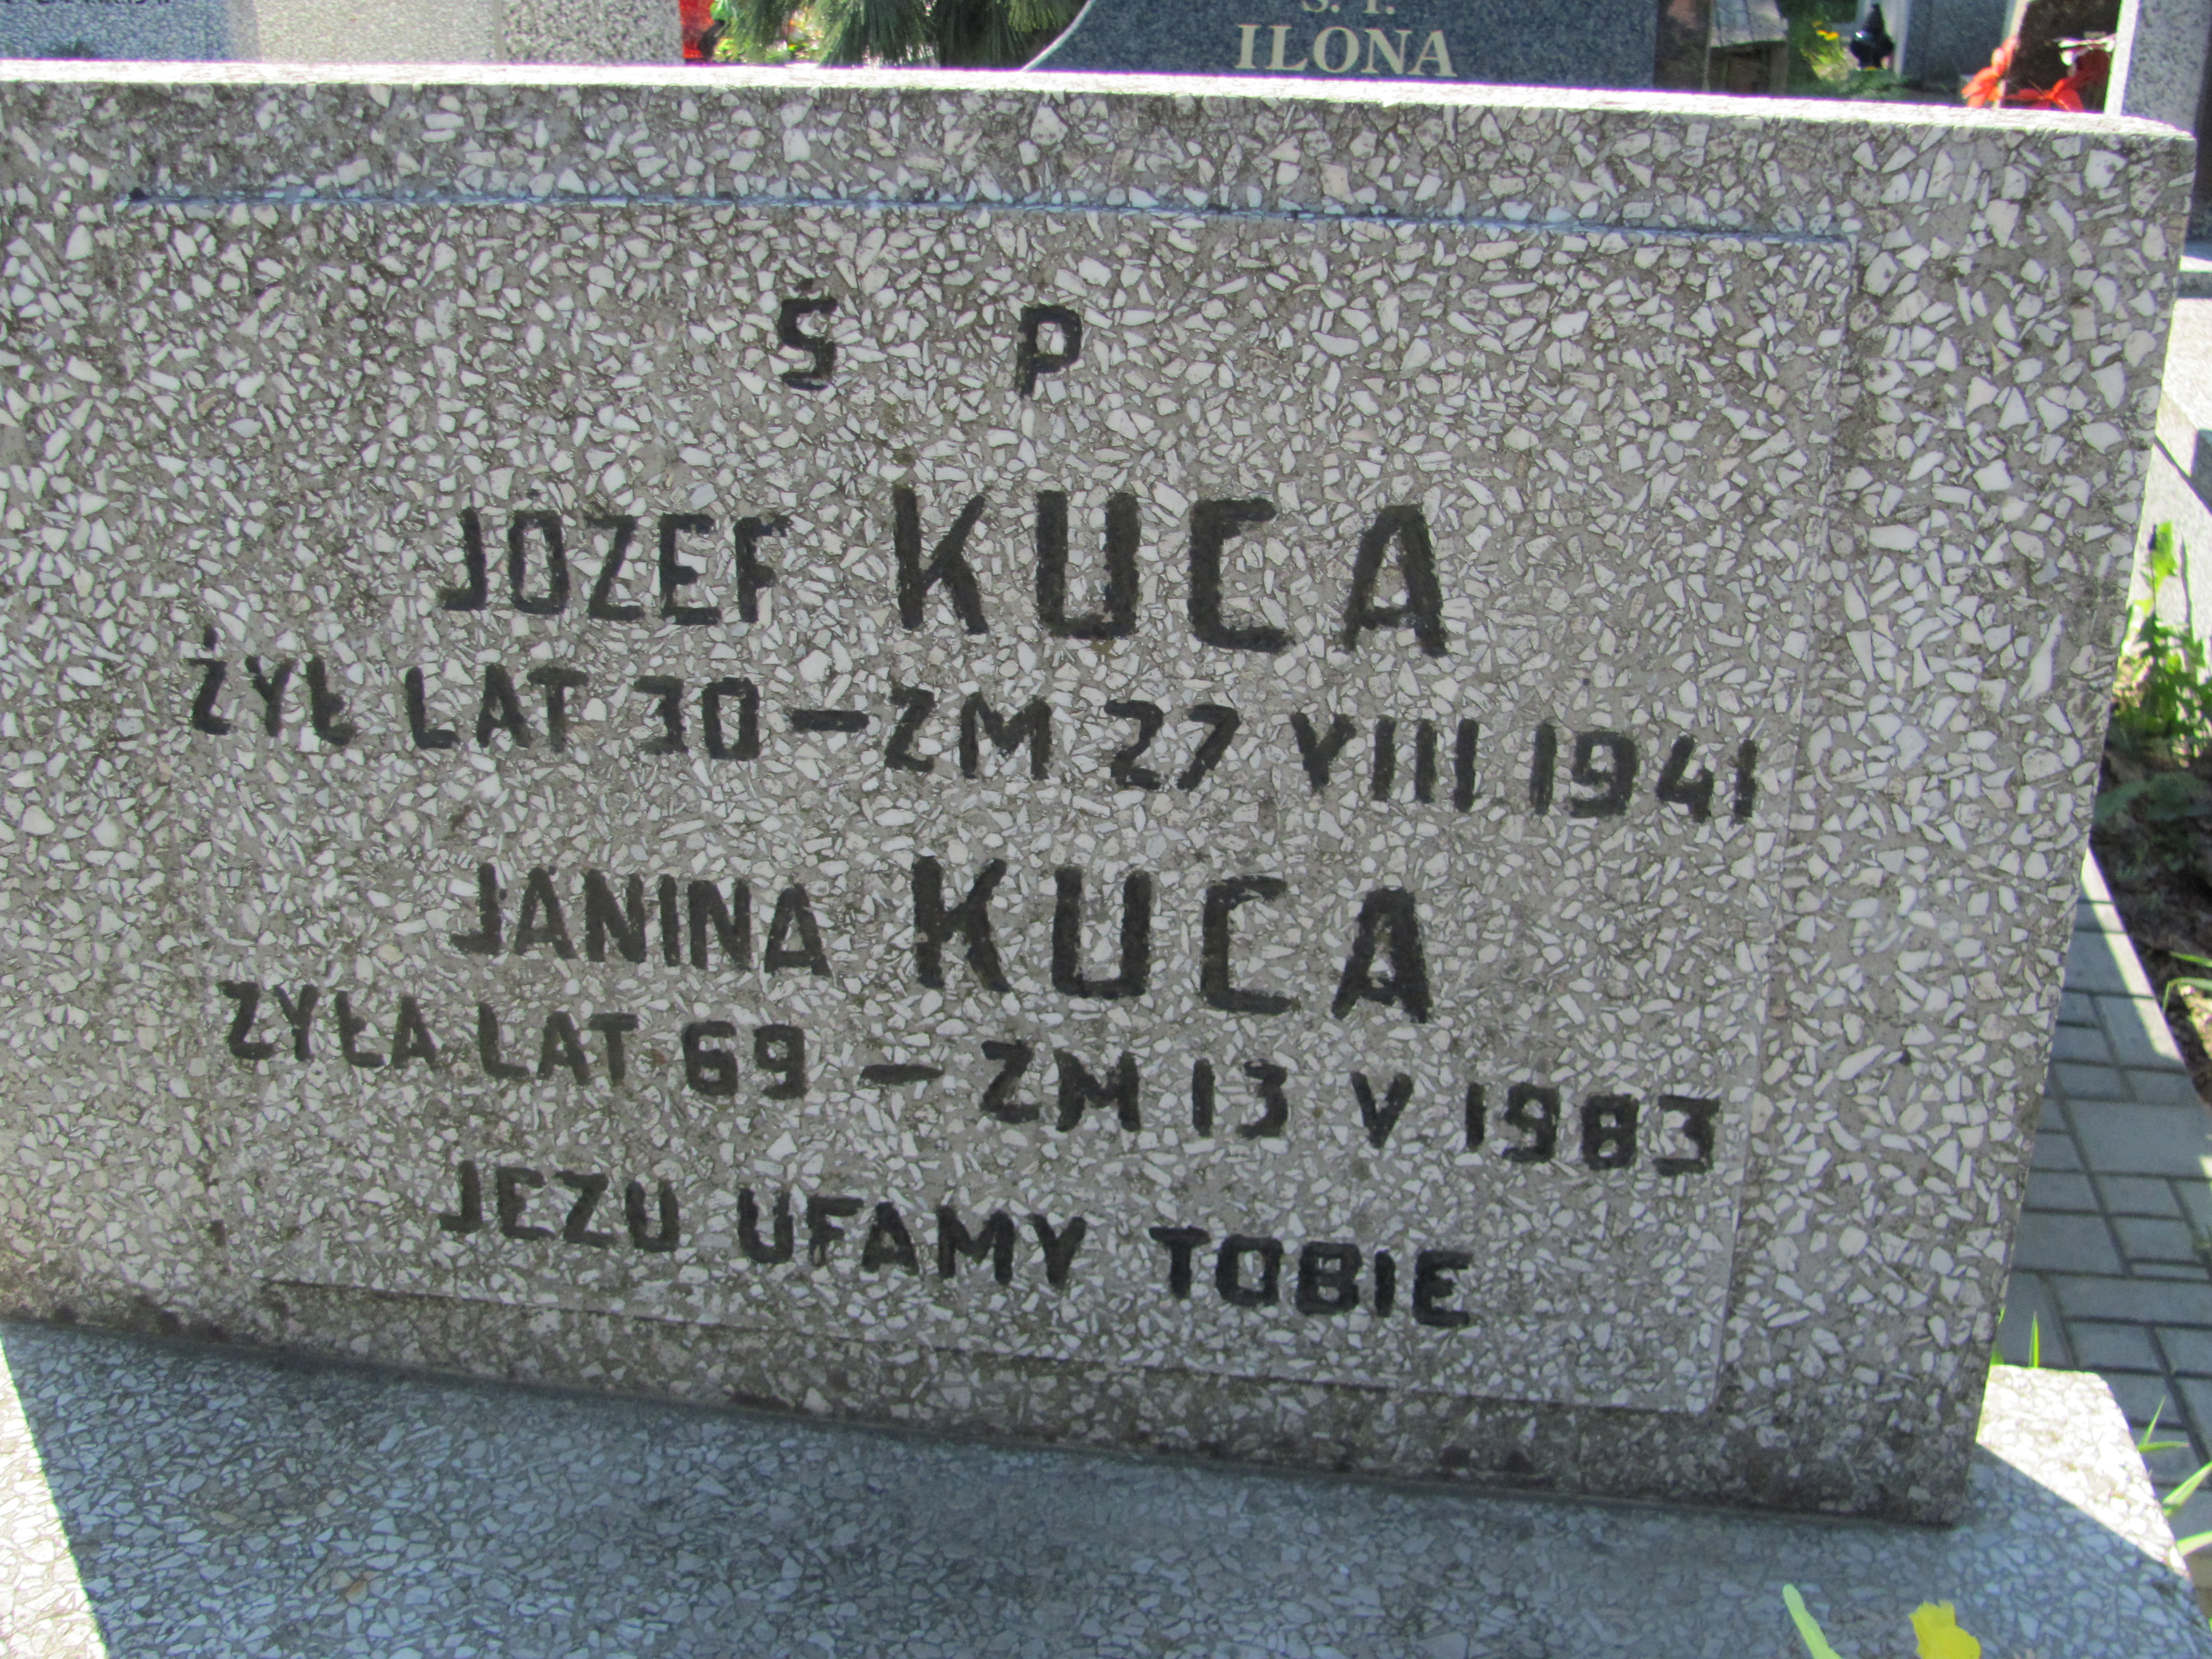 Ś. P.
ILONA
Ś P
JÓZEF KUCA
ŻYŁ LAT 30 - ZM 27 VIII 1941
JANINA KUCA
ZYŁA LAT 69 - ZM 13 V 1983
JEZU UFAMY TOBIE